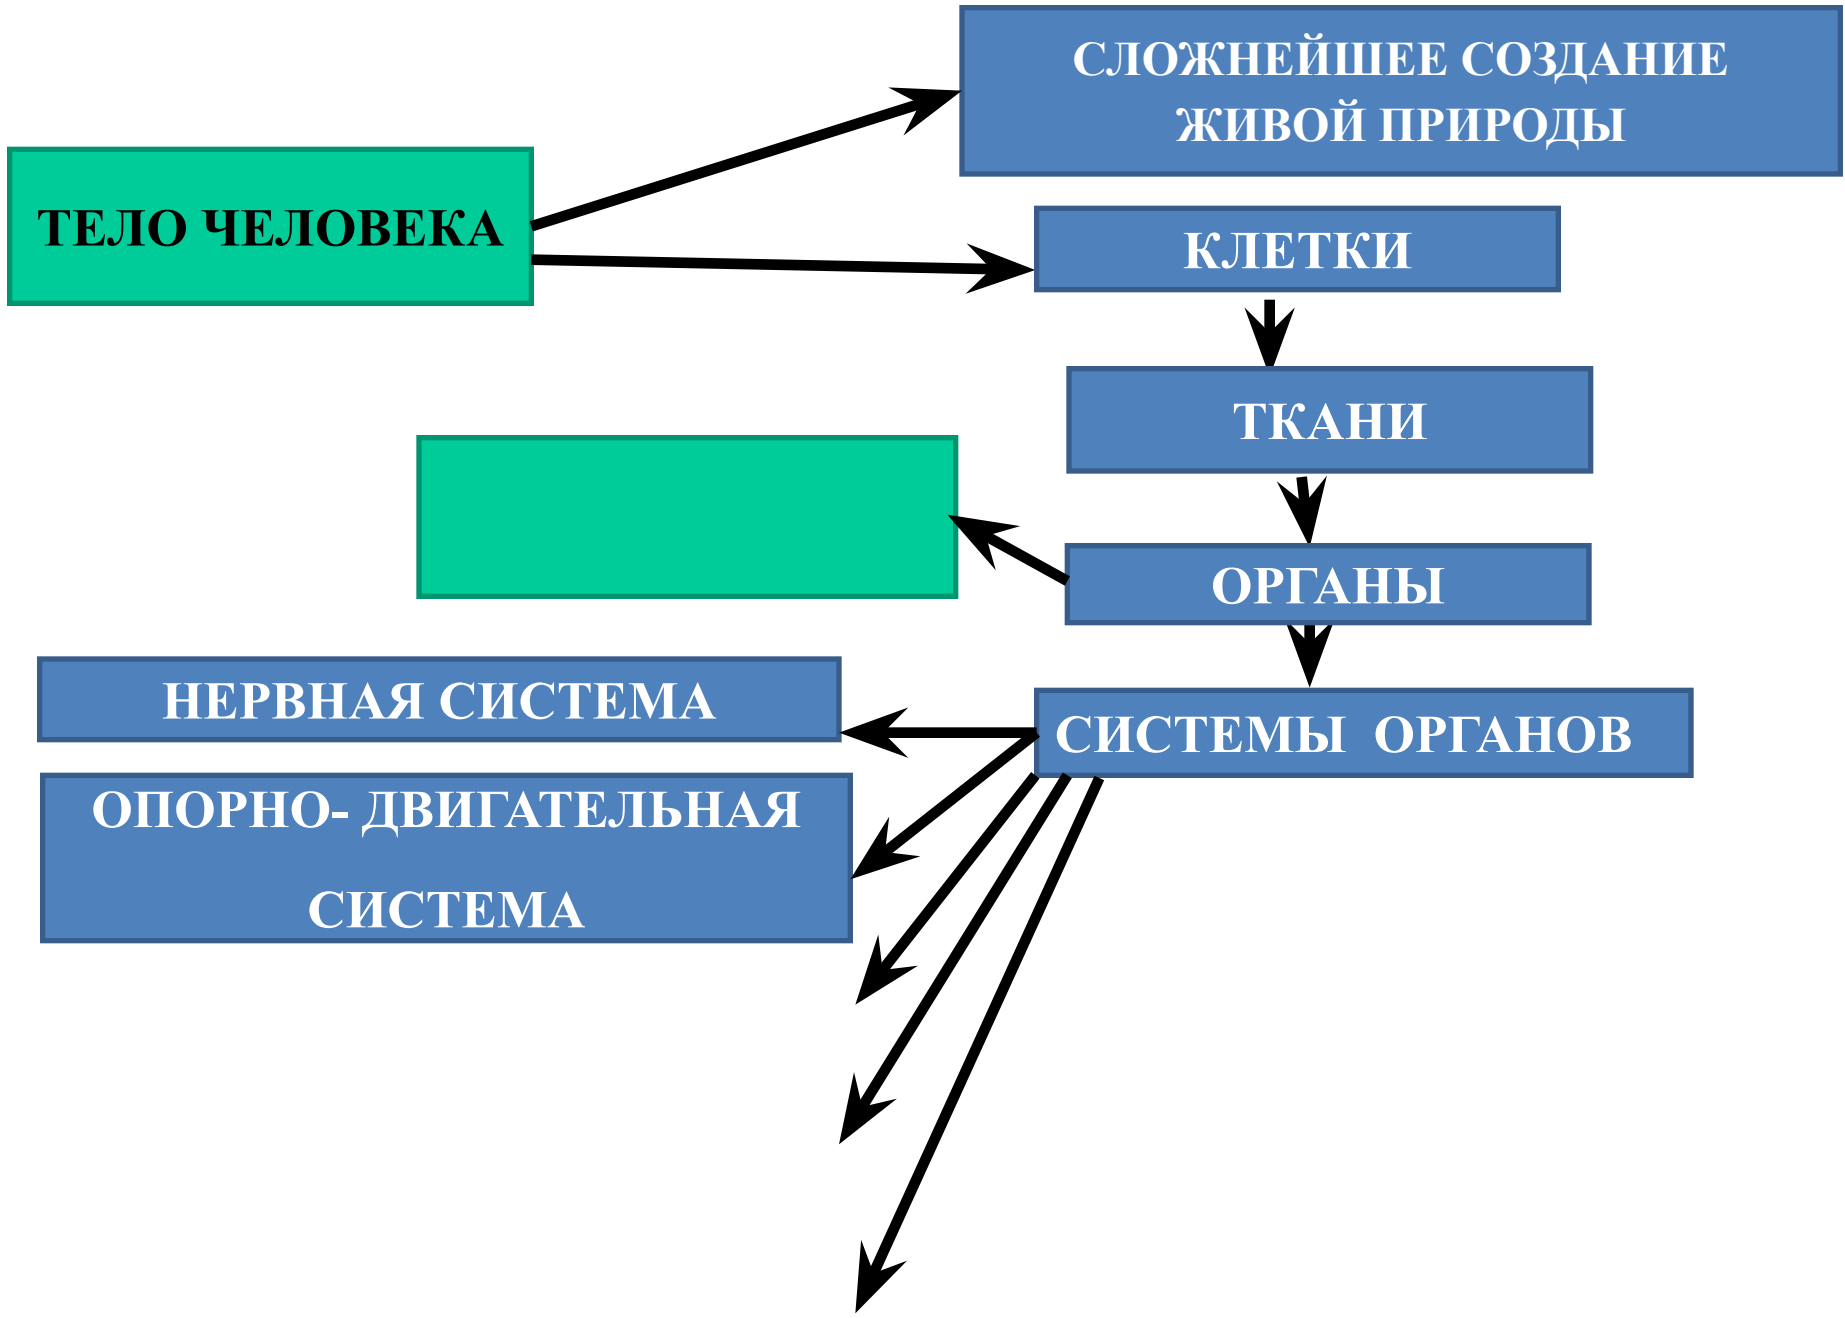 СЛОЖНЕЙШЕЕ СОЗДАНИЕ
ЖИВОЙ ПРИРОДЫ
ТЕЛО ЧЕЛОВЕКА
КЛЕТКИ
ТКАНИ
ОРГАНЫ
НЕРВНАЯ СИСТЕМА
СИСТЕМЫ ОРГАНОВ
ОПОРНО- ДВИГАТЕЛЬНАЯ
СИСТЕМА